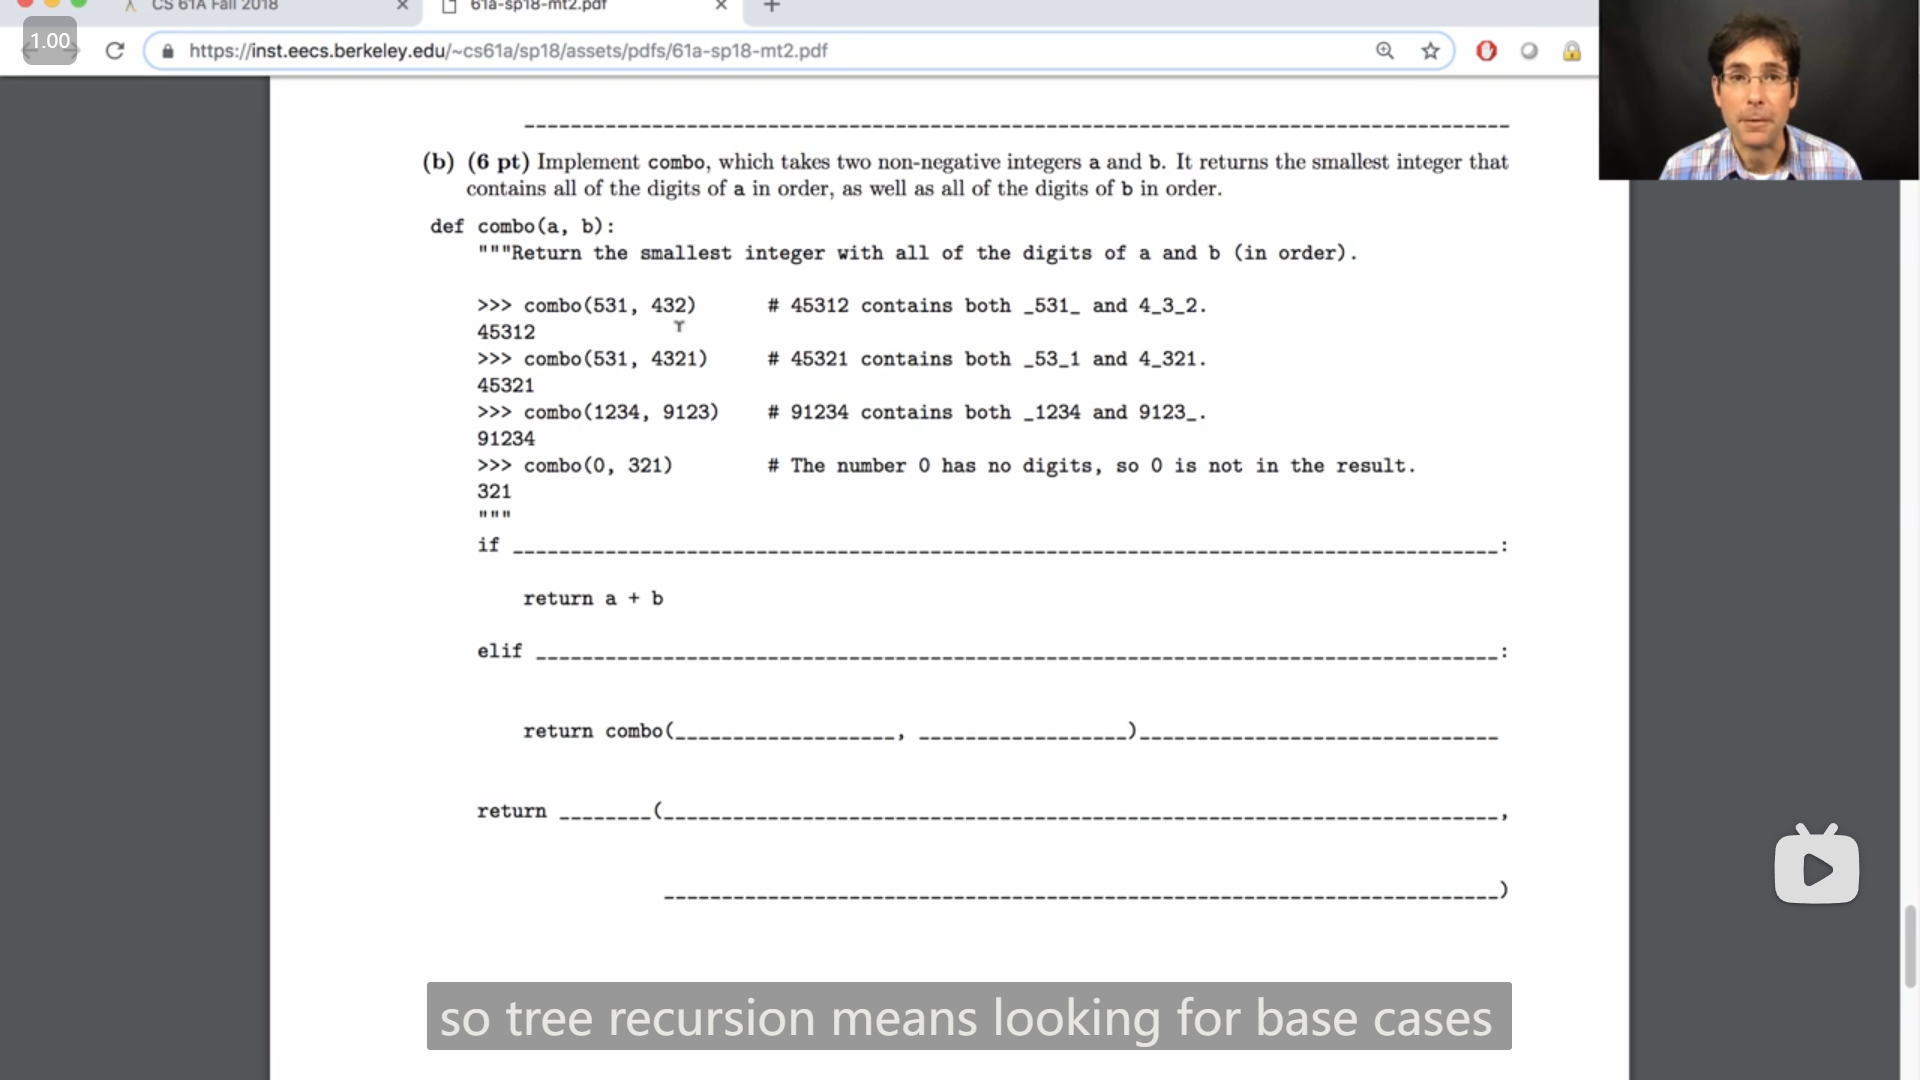 CS 61A Fall 2018
61a-sp18-mt2.pdf
1.00
https://inst.eecs.berkeley.edu/~cs61a/sp18/assets/pdfs/61a-sp18-mt2.pdf
(b) (6 pt) Implement combo, which takes two non-negative integers a and b. It returns the smallest integer that
contains all of the digits of a in order, as well as all of the digits of b in order.
def combo(a, b):
"""Return the smallest integer with all of the digits of a and b (in order).
>>> combo(531, 432) # 45312 contains both _531_ and 4_3_2.
45312
>>> combo(531, 4321) # 45321 contains both _53_1 and 4_321.
45321
>>> combo(1234, 9123) # 91234 contains both _1234 and 9123_.
91234
>>> combo(0, 321) # The number 0 has no digits, so 0 is not in the result.
321
"""
if ____________________:
return a + b
elif ____________________:
return combo(__________, __________)__________
return ________(____________________,
____________________)
so tree recursion means looking for base cases